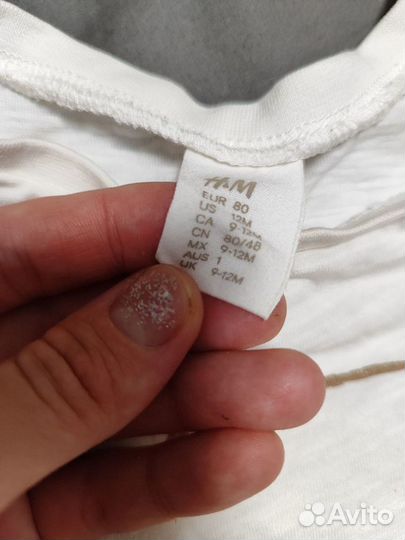 H&M
EUR 80
US 12M
CA 9-12M
CN 80/48
MX 9-12M
AUS 1
UK 9-12M
Avito